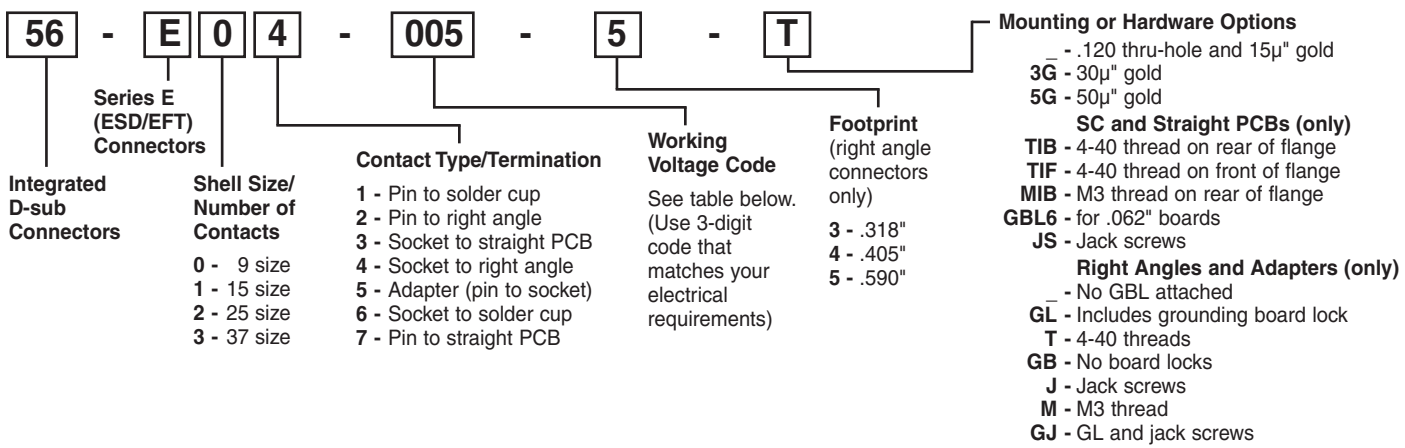 56 - E 0 4 - 005 - 5 - T
Integrated
D-sub
Connectors
Series E
(ESD/EFT)
Connectors
Shell Size/
Number of
Contacts
0 - 9 size
1 - 15 size
2 - 25 size
3 - 37 size
Contact Type/Termination
1 - Pin to solder cup
2 - Pin to right angle
3 - Socket to straight PCB
4 - Socket to right angle
5 - Adapter (pin to socket)
6 - Socket to solder cup
7 - Pin to straight PCB
Working
Voltage Code
See table below.
(Use 3-digit
code that
matches your
electrical
requirements)
Footprint
(right angle
connectors
only)
3 - .318"
4 - .405"
5 - .590"
Mounting or Hardware Options
_ - .120 thru-hole and 15µ" gold
3G - 30µ" gold
5G - 50µ" gold
SC and Straight PCBs (only)
TIB - 4-40 thread on rear of flange
TIF - 4-40 thread on front of flange
MIB - M3 thread on rear of flange
GBL6 - for .062" boards
JS - Jack screws
Right Angles and Adapters (only)
_ - No GBL attached
GL - Includes grounding board lock
T - 4-40 threads
GB - No board locks
J - Jack screws
M - M3 thread
GJ - GL and jack screws